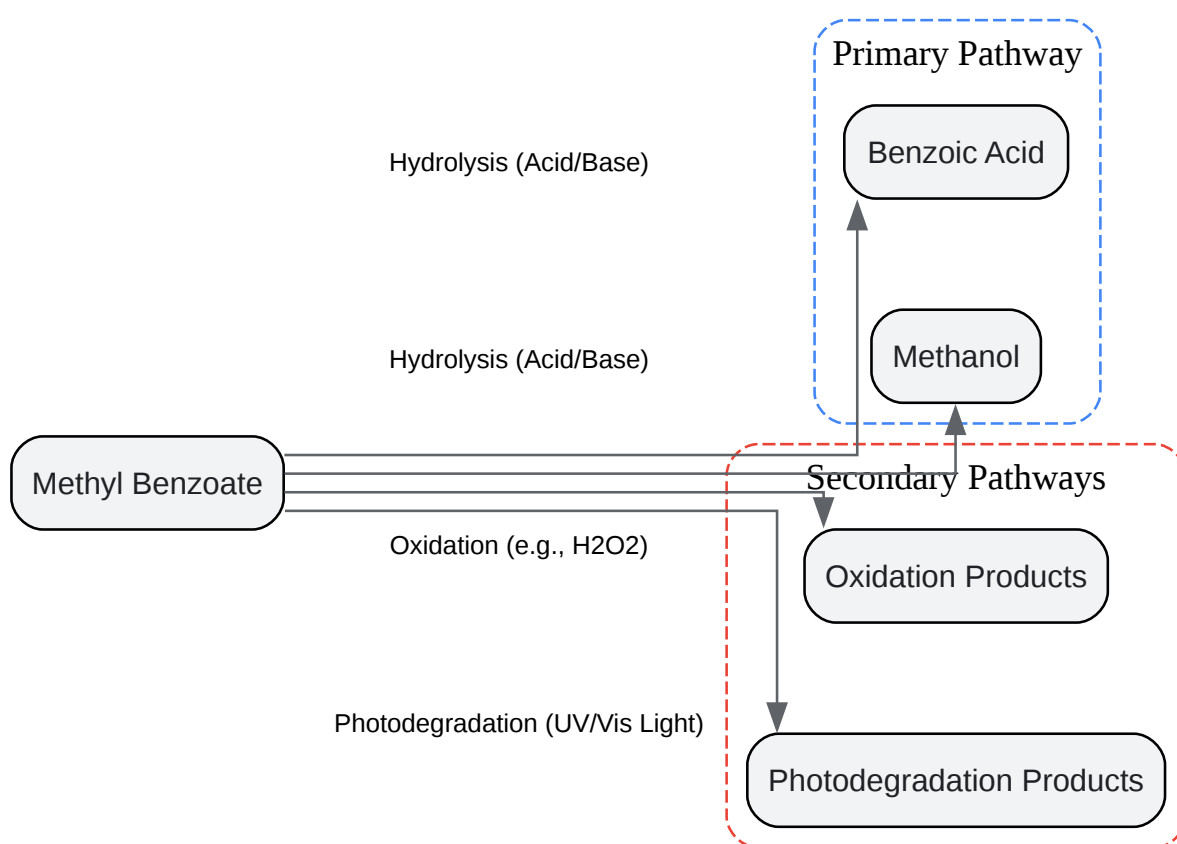 Primary Pathway
Benzoic Acid
Hydrolysis (Acid/Base)
Methanol
Hydrolysis (Acid/Base)
Methyl Benzoate
Secondary Pathways
Oxidation (e.g., H2O2)
Oxidation Products
Photodegradation (UV/Vis Light)
Photodegradation Products